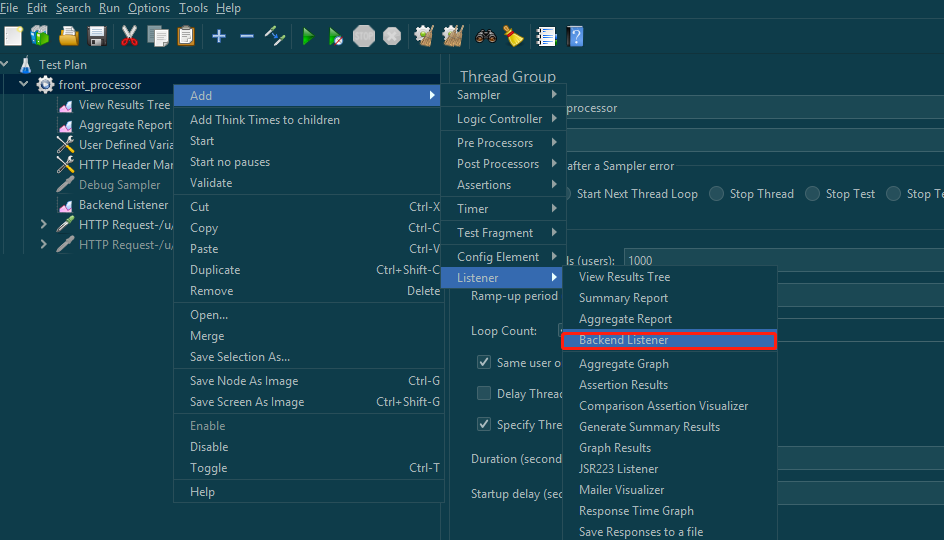 File Edit Search Run Options Tools Help
Test Plan
front_processor
View Results Tree
Aggregate Report
User Defined Varia
HTTP Header Mar
Debug Sampler
Backend Listener
HTTP Request-/u/
HTTP Request-/u/
Add
Add Think Times to children
Start
Start no pauses
Validate
Cut Ctrl-X
Copy Ctrl-C
Paste Ctrl-V
Duplicate Ctrl+Shift-C
Remove Delete
Open...
Merge
Save Selection As...
Save Node As Image Ctrl-G
Save Screen As Image Ctrl+Shift-G
Enable
Disable
Toggle Ctrl-T
Help
Sampler
Logic Controller
Pre Processors
Post Processors
Assertions
Timer
Test Fragment
Config Element
Listener
View Results Tree
Summary Report
Aggregate Report
Backend Listener
Aggregate Graph
Assertion Results
Comparison Assertion Visualizer
Generate Summary Results
Graph Results
JSR223 Listener
Mailer Visualizer
Response Time Graph
Save Responses to a file
Thread Group
processor
after a Sampler error
Start Next Thread Loop Stop Thread Stop Test Stop Te
ls (users): 1000
Ramp-up period
Loop Count:
Same user o
Delay Threa
Specify Thre
Duration (second
Startup delay (sec